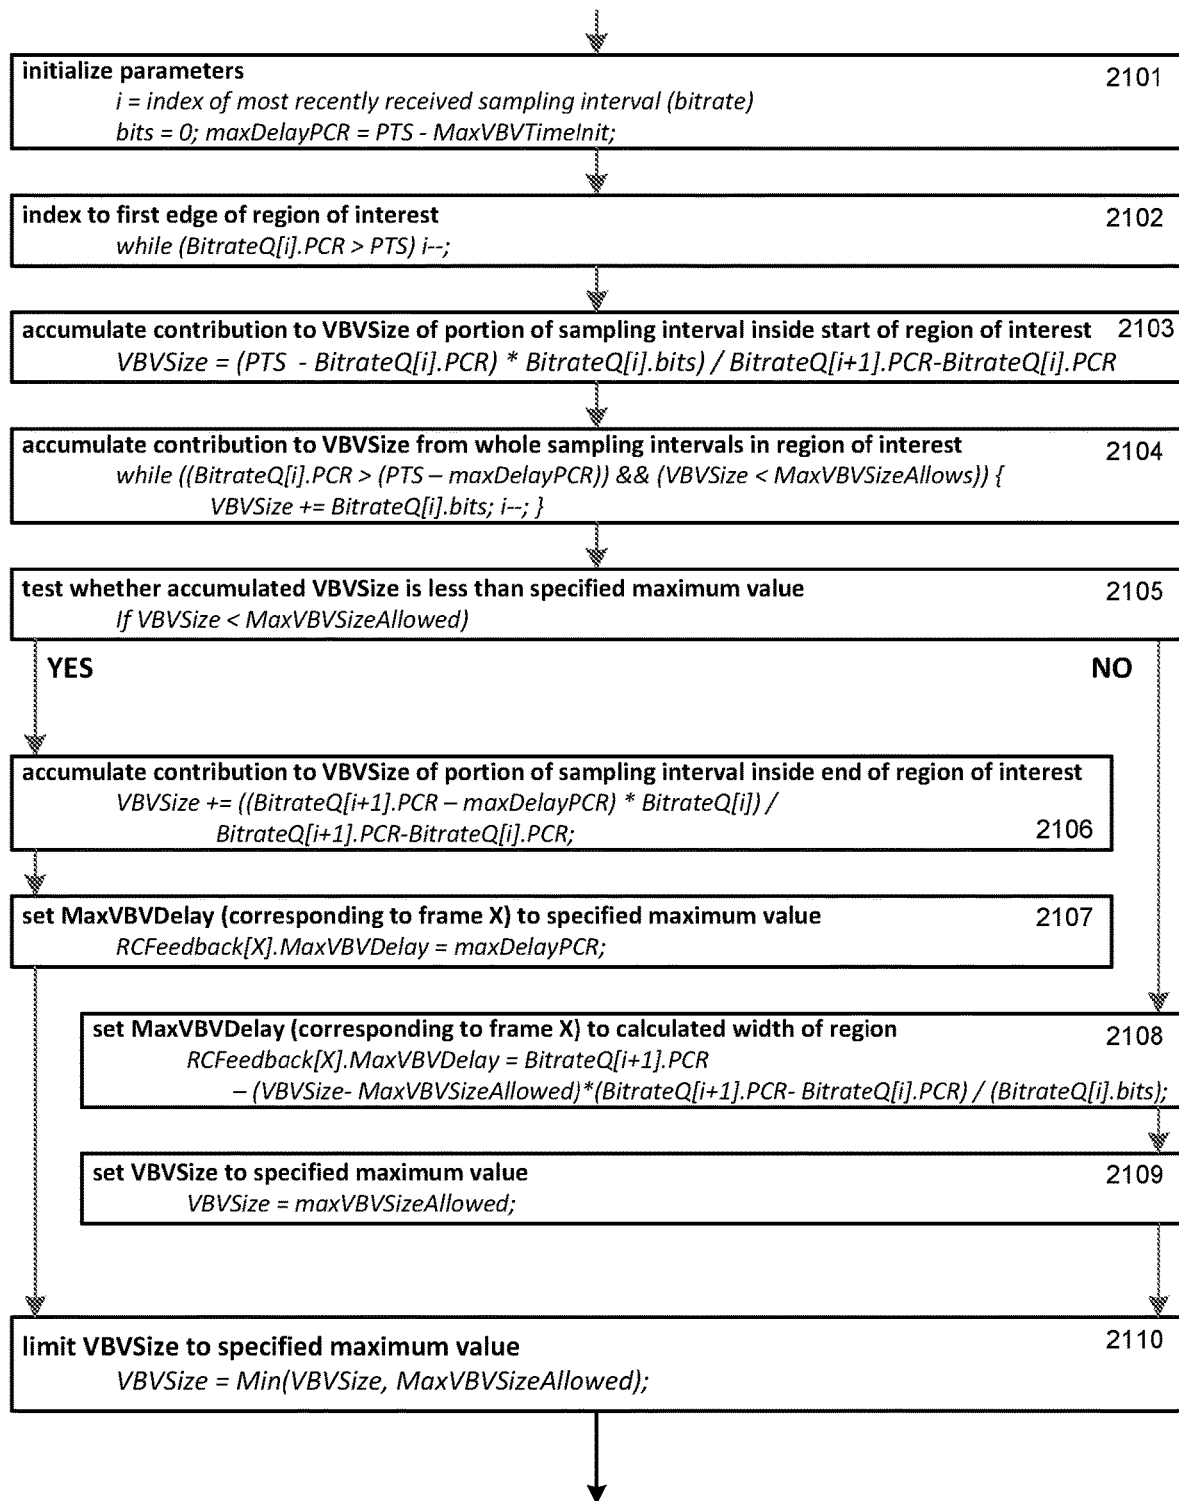 initialize parameters 2101
i = index of most recently received sampling interval (bitrate)
bits = 0; maxDelayPCR = PTS - MaxVBVTimeInit;
index to first edge of region of interest 2102
while (BitrateQ[i].PCR > PTS) i--;
accumulate contribution to VBVSize of portion of sampling interval inside start of region of interest 2103
VBVSize = (PTS - BitrateQ[i].PCR) * BitrateQ[i].bits) / BitrateQ[i+1].PCR-BitrateQ[i].PCR
accumulate contribution to VBVSize from whole sampling intervals in region of interest 2104
while ((BitrateQ[i].PCR > (PTS – maxDelayPCR)) && (VBVSize < MaxVBVSizeAllows)) {
VBVSize += BitrateQ[i].bits; i--; }
test whether accumulated VBVSize is less than specified maximum value 2105
If VBVSize < MaxVBVSizeAllowed)
YES NO
accumulate contribution to VBVSize of portion of sampling interval inside end of region of interest
VBVSize += ((BitrateQ[i+1].PCR – maxDelayPCR) * BitrateQ[i]) /
BitrateQ[i+1].PCR-BitrateQ[i].PCR; 2106
set MaxVBVDelay (corresponding to frame X) to specified maximum value 2107
RCFeedback[X].MaxVBVDelay = maxDelayPCR;
set MaxVBVDelay (corresponding to frame X) to calculated width of region 2108
RCFeedback[X].MaxVBVDelay = BitrateQ[i+1].PCR
– (VBVSize- MaxVBVSizeAllowed)*(BitrateQ[i+1].PCR- BitrateQ[i].PCR) / (BitrateQ[i].bits);
set VBVSize to specified maximum value 2109
VBVSize = maxVBVSizeAllowed;
limit VBVSize to specified maximum value 2110
VBVSize = Min(VBVSize, MaxVBVSizeAllowed);